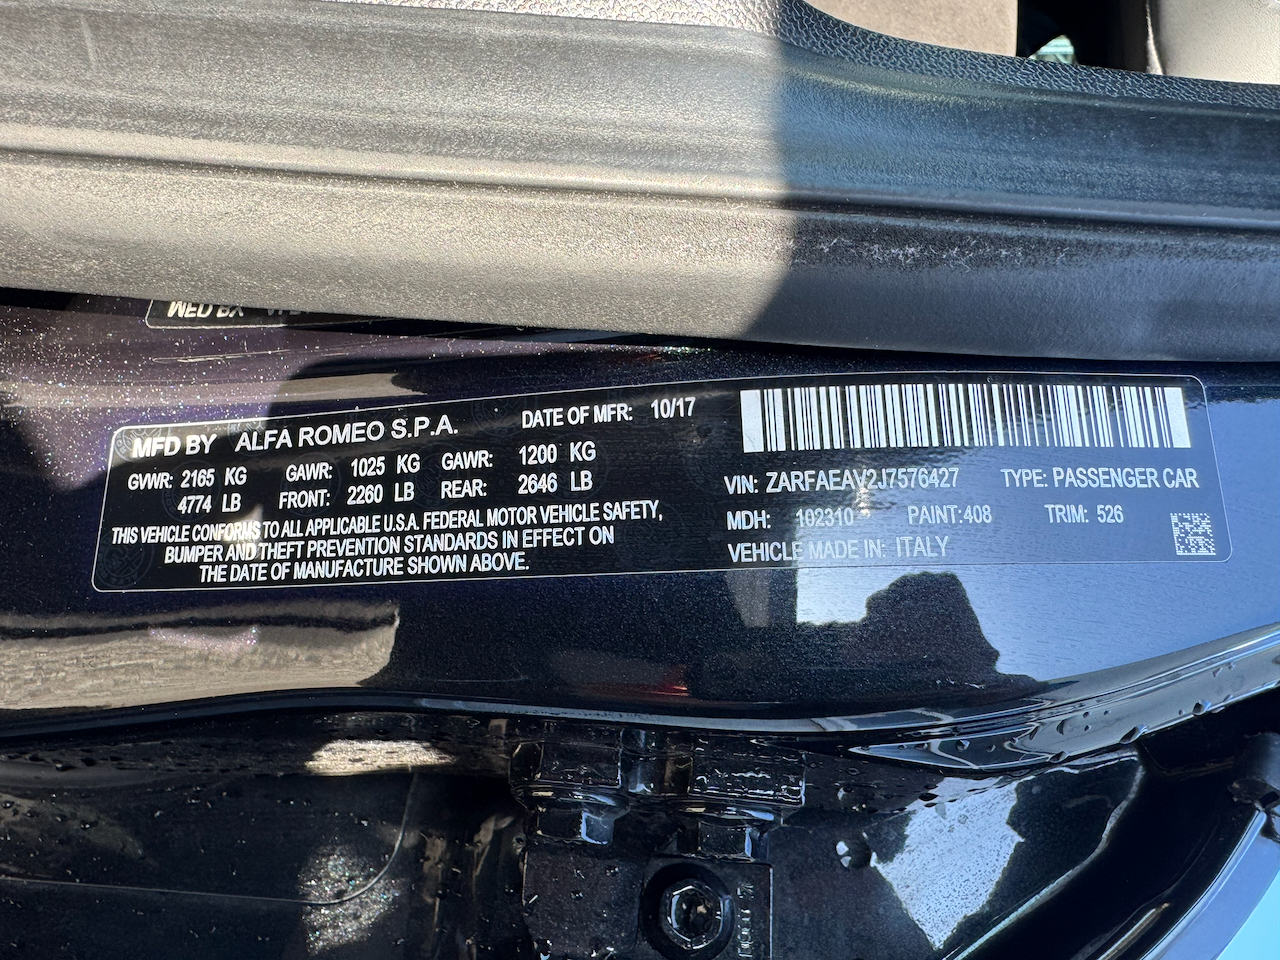 MFD BY ALFA ROMEO S.P.A. DATE OF MFR: 10/17
GVWR: 2165 KG GAWR: 1025 KG GAWR: 1200 KG
4774 LB FRONT: 2260 LB REAR: 2646 LB
THIS VEHICLE CONFORMS TO ALL APPLICABLE U.S.A. FEDERAL MOTOR VEHICLE SAFETY,
BUMPER AND THEFT PREVENTION STANDARDS IN EFFECT ON
THE DATE OF MANUFACTURE SHOWN ABOVE.
VIN: ZARFAEAV2J7576427 TYPE: PASSENGER CAR
MDH: 102310 PAINT:408 TRIM: 526
VEHICLE MADE IN: ITALY